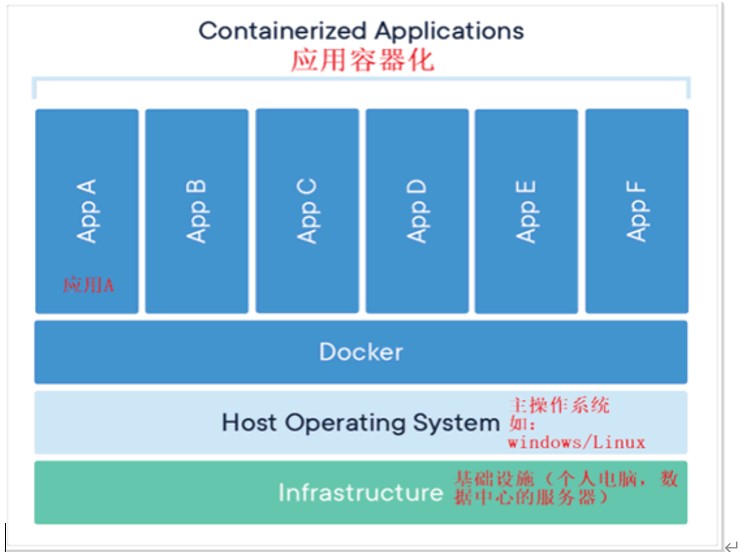 Containerized Applications
应用容器化
App A
App B
App C
App D
App E
App F
应用A
Docker
Host Operating System
主操作系统
如：
windows/Linux
Infrastructure
基础设施（个人电脑，数
据中心的服务器）